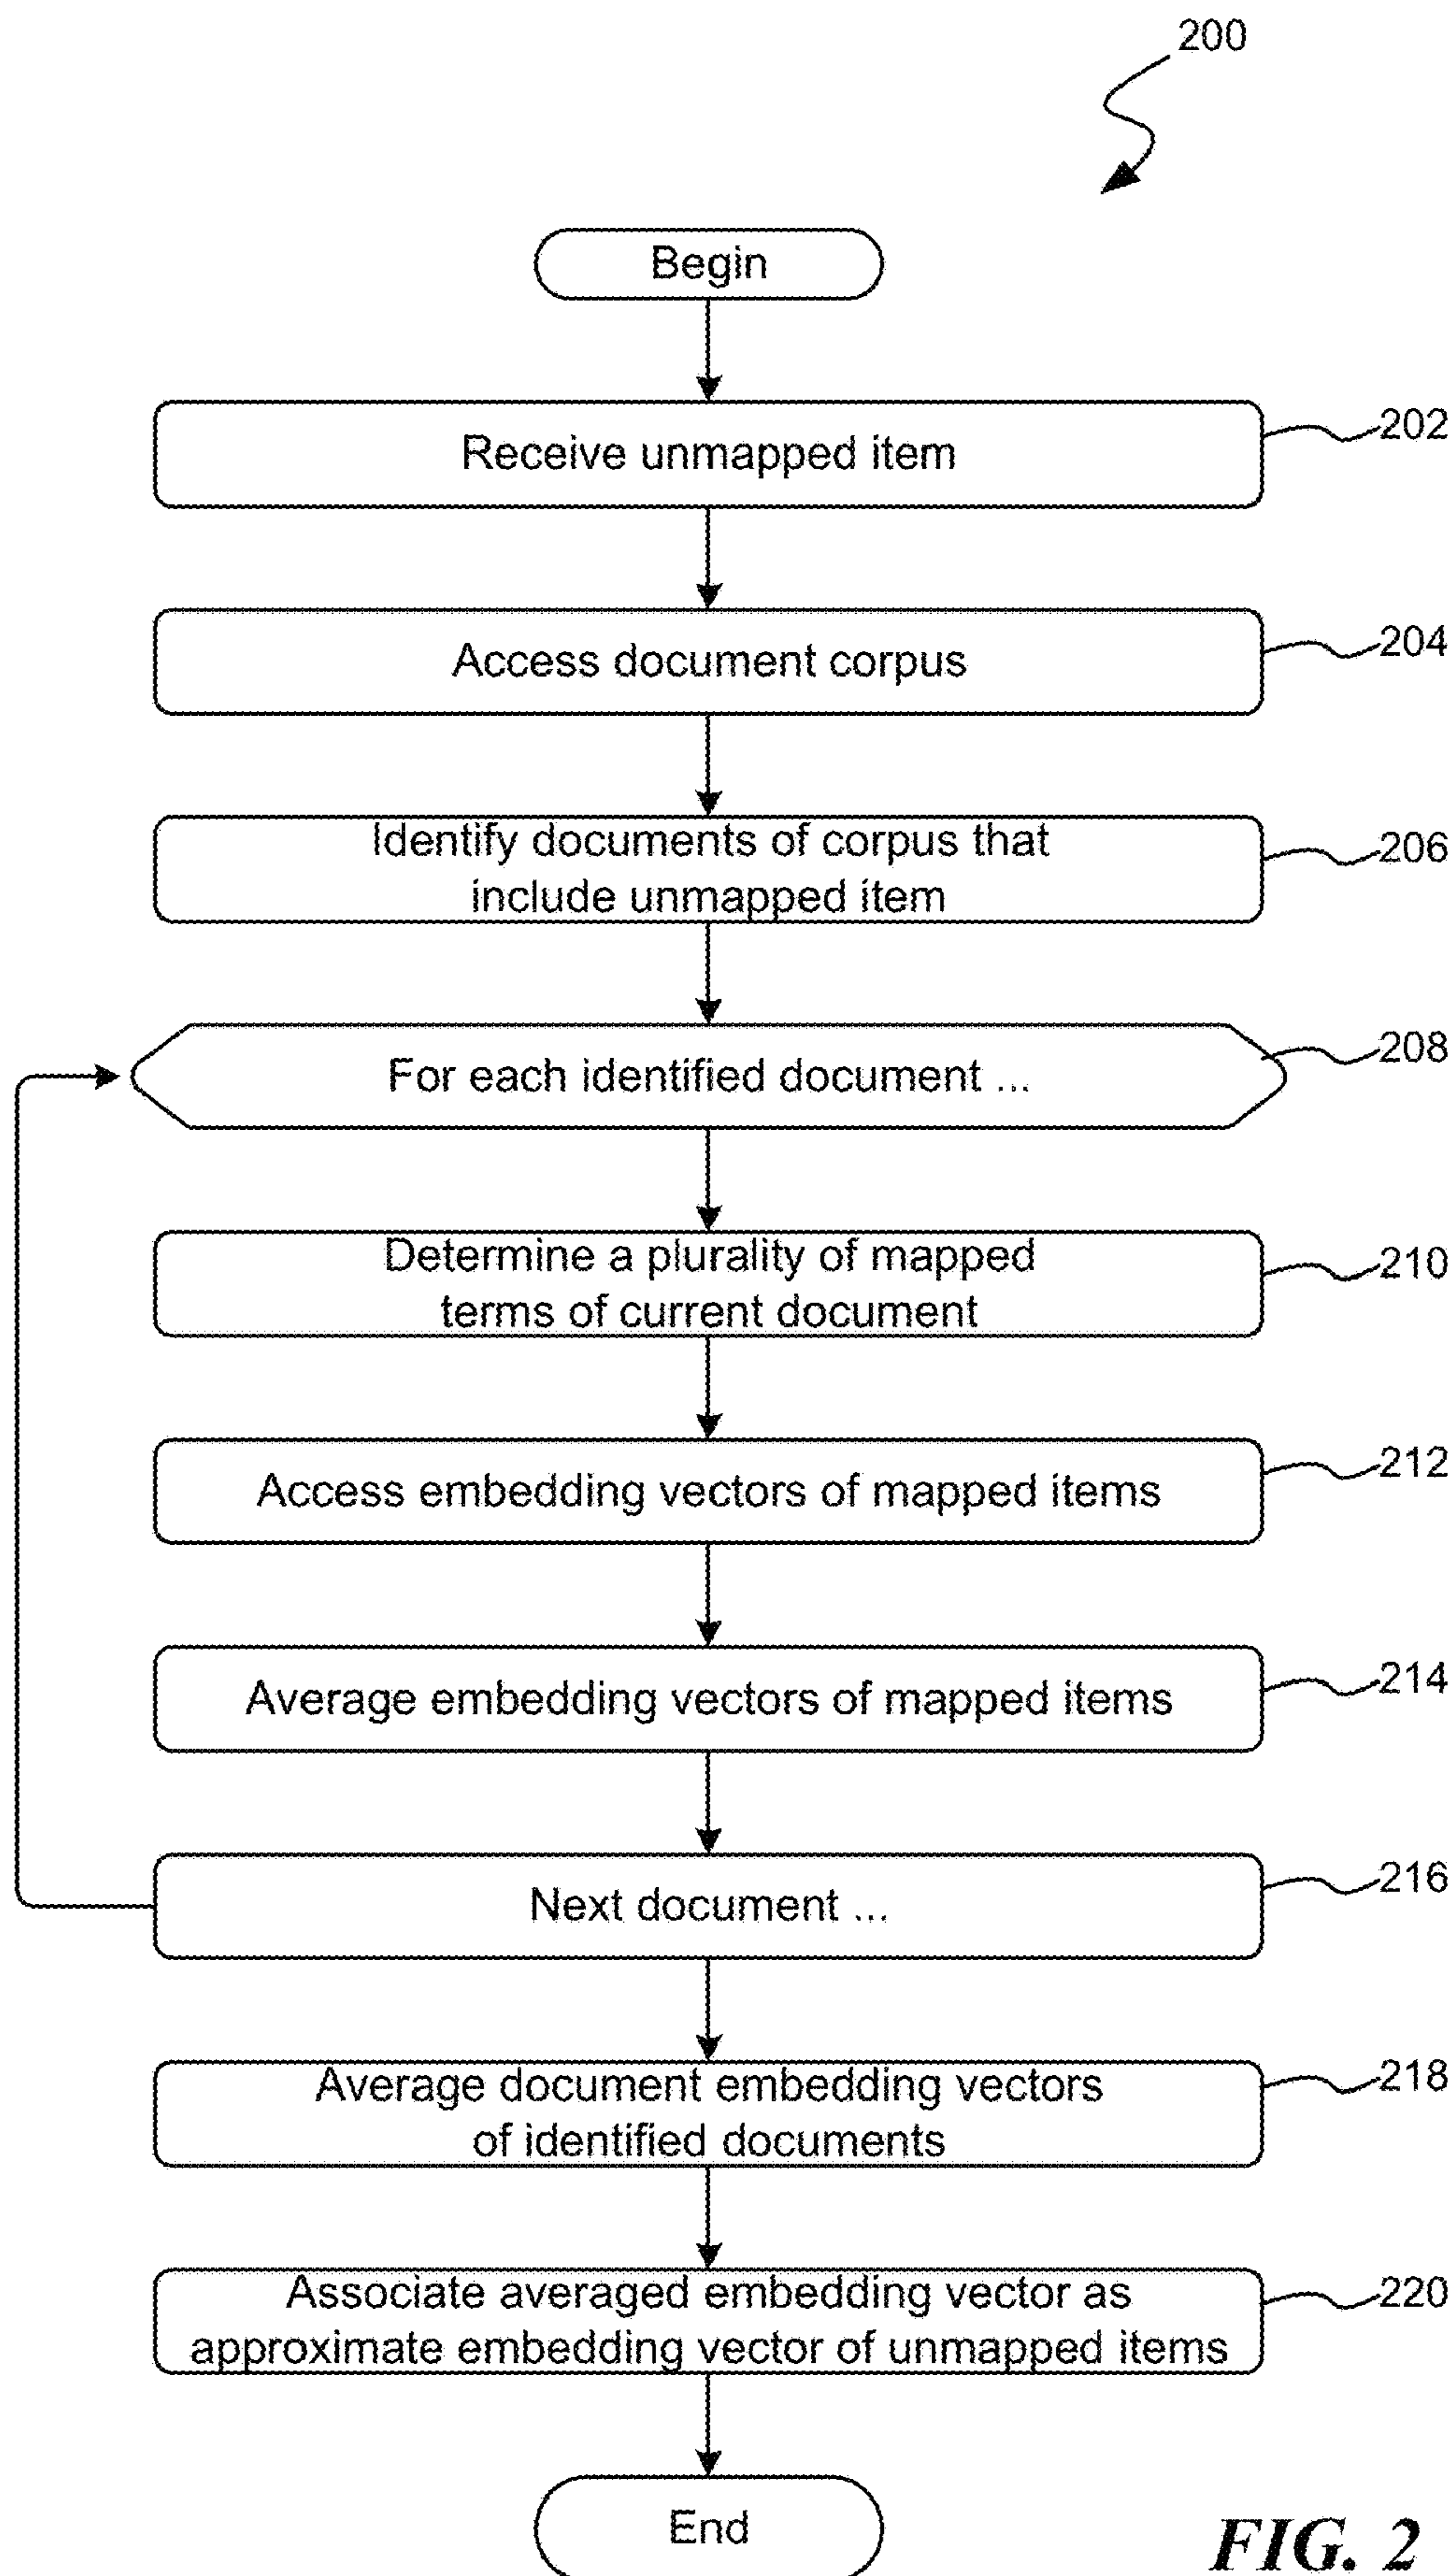 200
Begin
Receive unmapped item
202
Access document corpus
204
Identify documents of corpus that
include unmapped item
206
For each identified document ...
208
Determine a plurality of mapped
terms of current document
210
Access embedding vectors of mapped items
212
Average embedding vectors of mapped items
214
Next document ...
216
Average document embedding vectors
of identified documents
218
Associate averaged embedding vector as
approximate embedding vector of unmapped items
220
End
FIG. 2